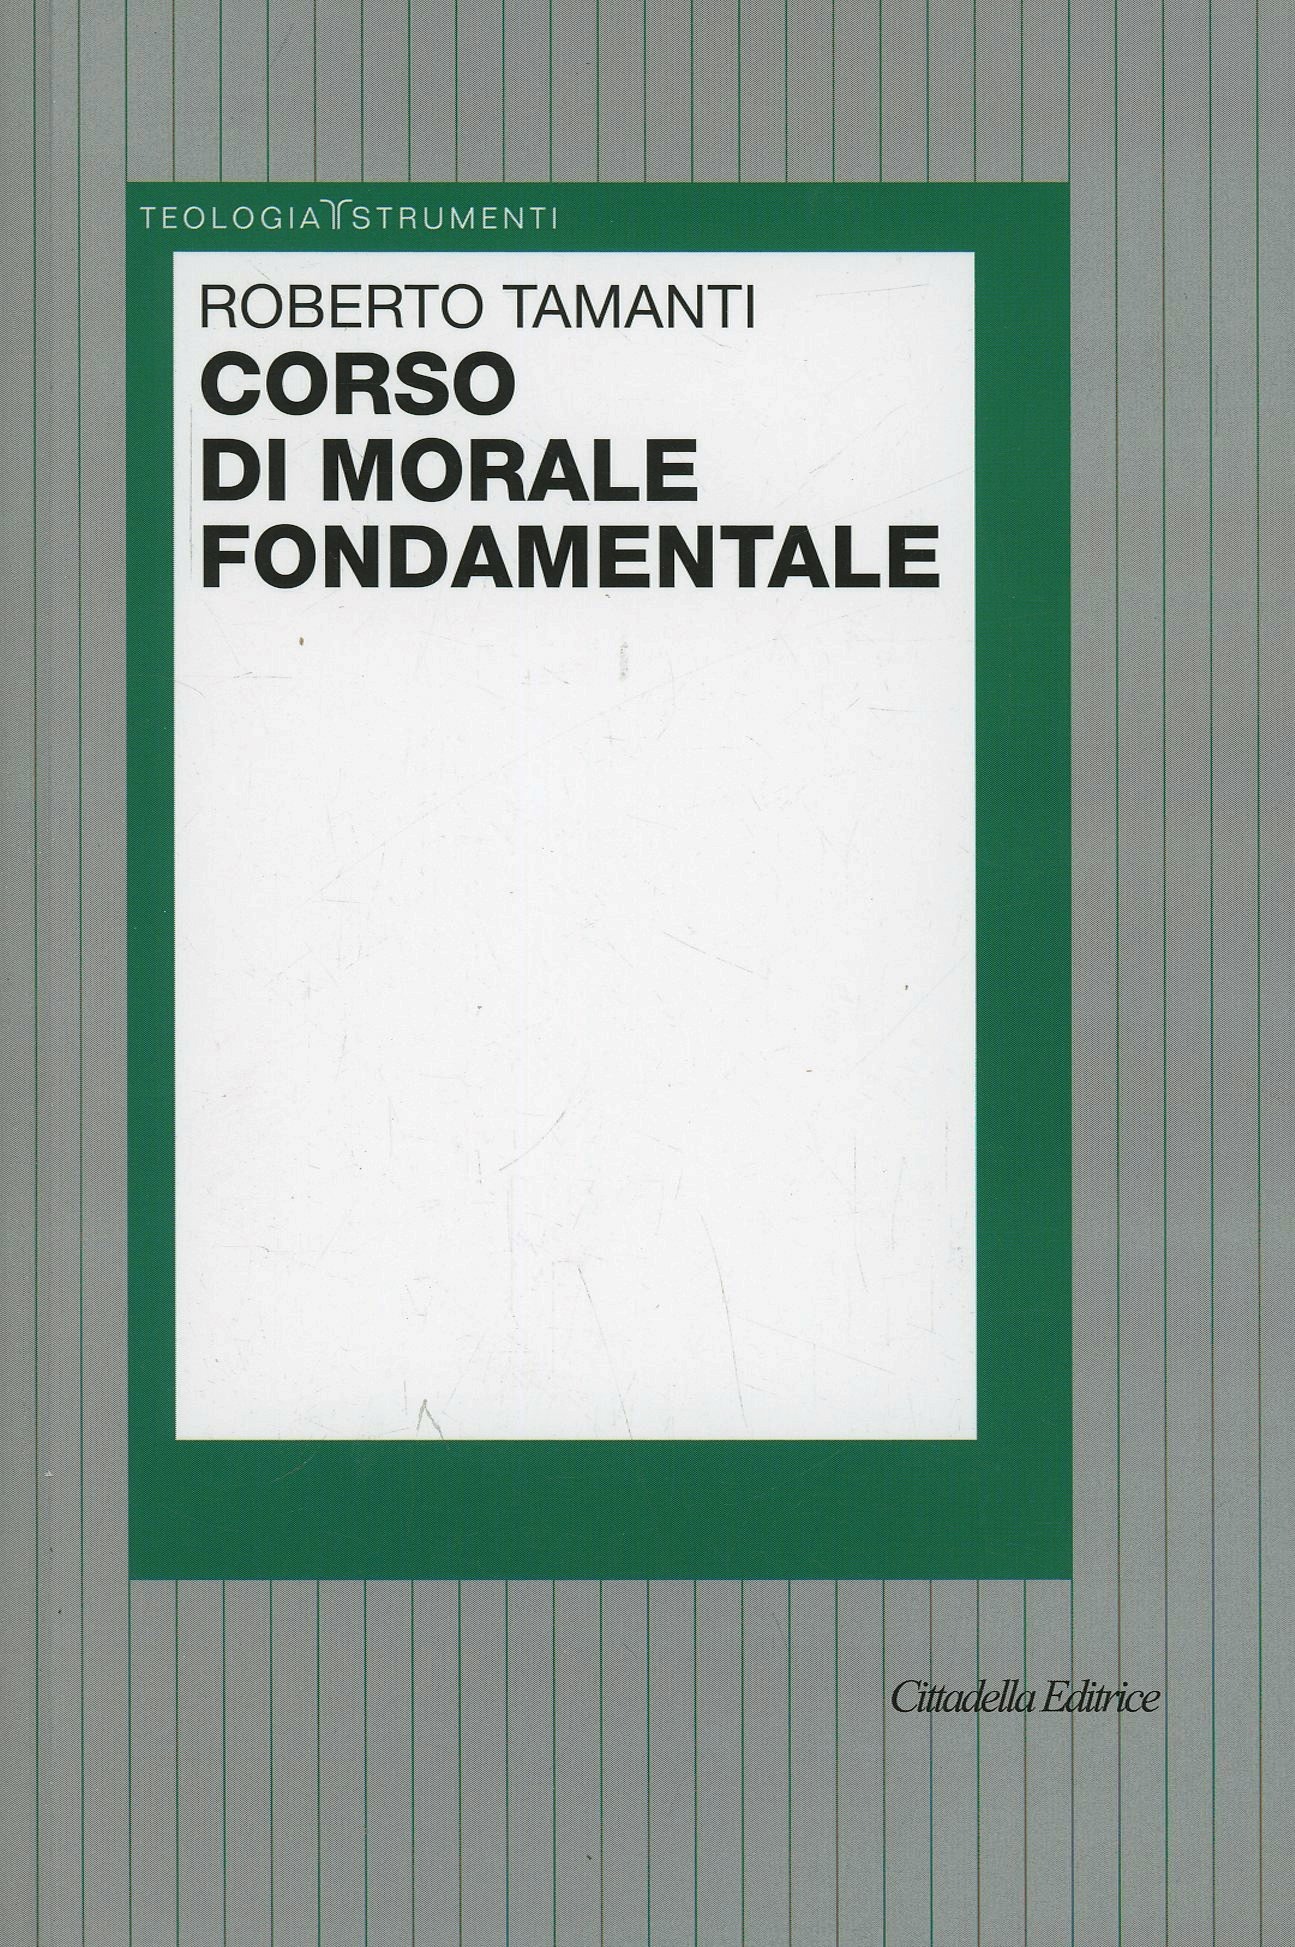 TEOLOGIA STRUMENTI
ROBERTO TAMANTI
CORSO
DI MORALE
FONDAMENTALE
Cittadella Editrice